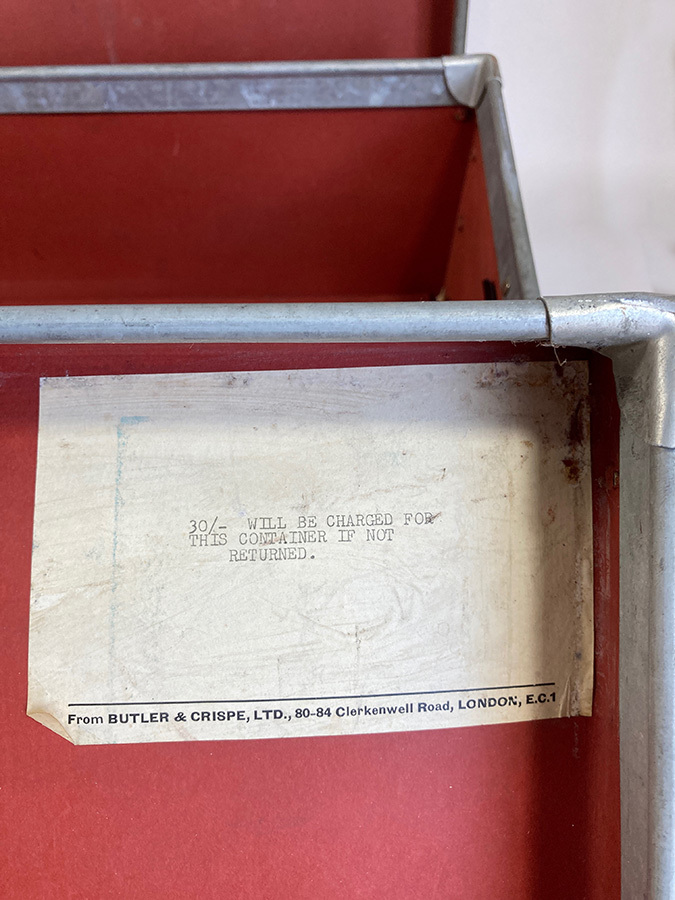 30/- WILL BE CHARGED FOR
THIS CONTAINER IF NOT
RETURNED.
From BUTLER & CRISPE, LTD., 80-84 Clerkenwell Road, LONDON, E.C.1